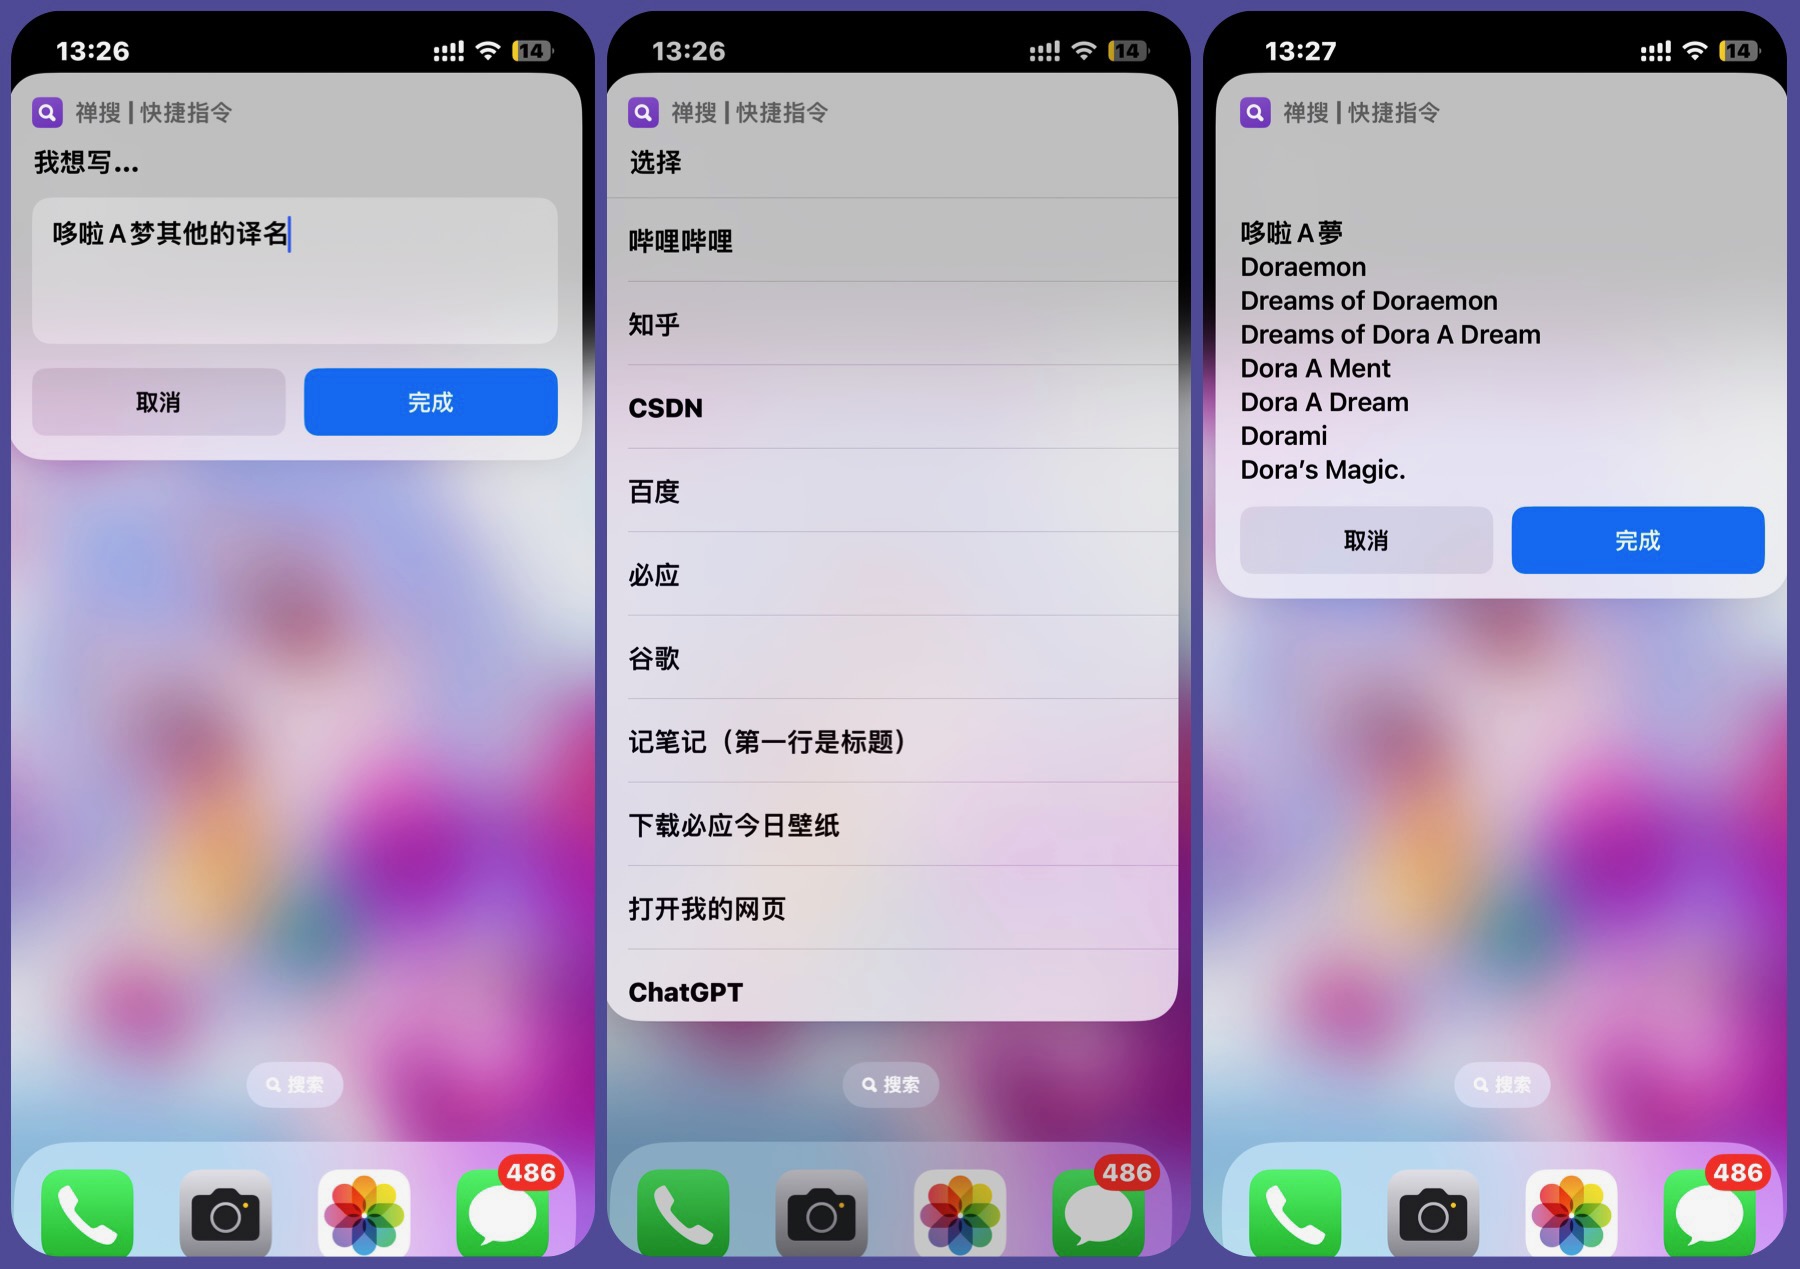 13:26
14
禅搜 | 快捷指令
我想写...
哆啦 A 梦其他的译名
取消
完成
搜索
486
13:26
14
禅搜 | 快捷指令
选择
哔哩哔哩
知乎
CSDN
百度
必应
谷歌
记笔记（第一行是标题）
下载必应今日壁纸
打开我的网页
ChatGPT
搜索
486
13:27
14
禅搜 | 快捷指令
哆啦 A 夢
Doraemon
Dreams of Doraemon
Dreams of Dora A Dream
Dora A Ment
Dora A Dream
Dorami
Dora’s Magic.
取消
完成
搜索
486